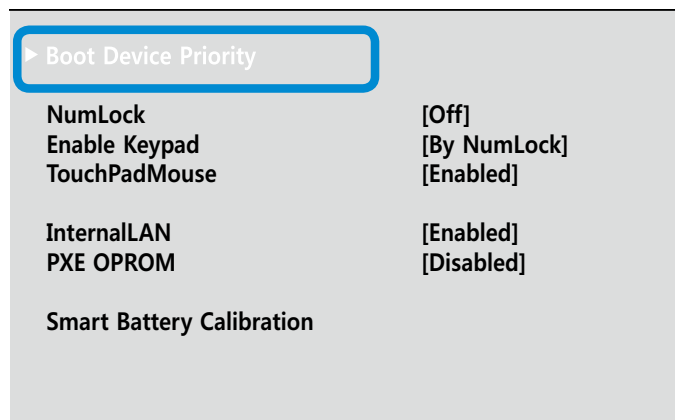 ▶ Boot Device Priority
NumLock [Off]
Enable Keypad [By NumLock]
TouchPadMouse [Enabled]
InternalLAN [Enabled]
PXE OPROM [Disabled]
Smart Battery Calibration